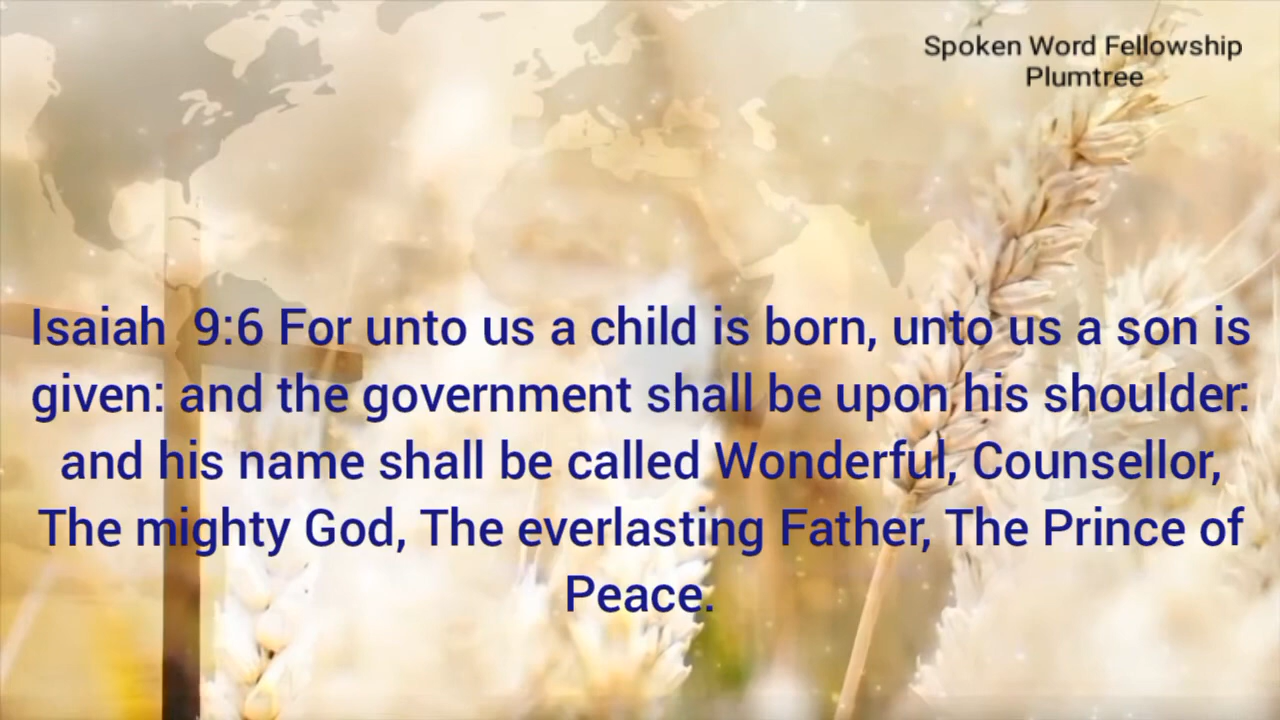 Spoken Word Fellowship
Plumtree
Isaiah  9:6 For unto us a child is born, unto us a son is
given: and the government shall be upon his shoulder:
and his name shall be called Wonderful, Counsellor,
The mighty God, The everlasting Father, The Prince of
Peace.